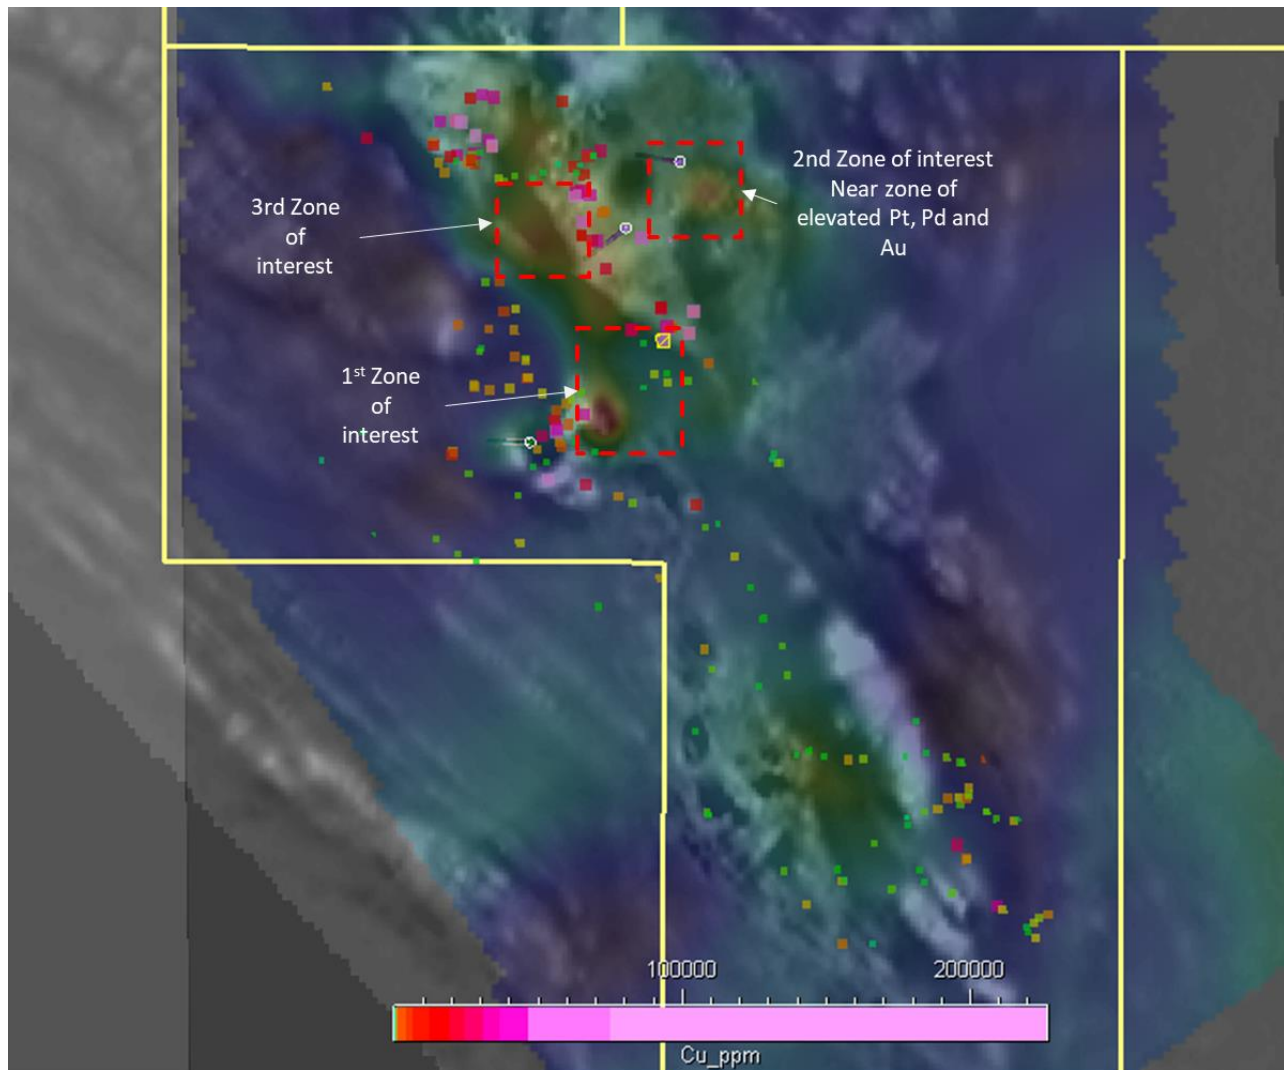 2nd Zone of interest
Near zone of
elevated Pt, Pd and
Au
3rd Zone
of
interest
1st Zone
of
interest
100000
200000
Cu_ppm